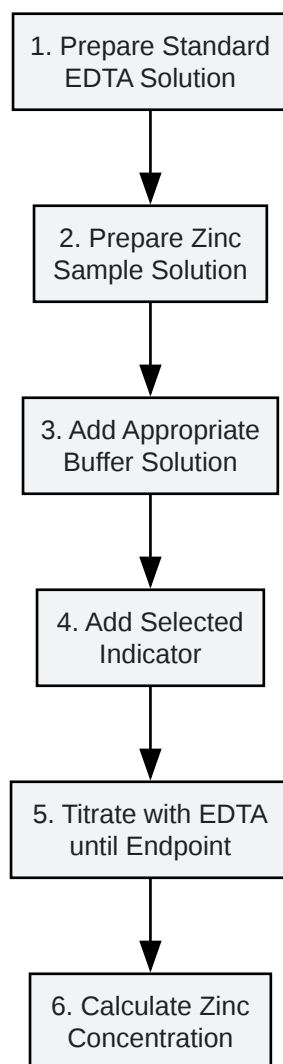 1. Prepare Standard
EDTA Solution
2. Prepare Zinc
Sample Solution
3. Add Appropriate
Buffer Solution
4. Add Selected
Indicator
5. Titrate with EDTA
until Endpoint
6. Calculate Zinc
Concentration